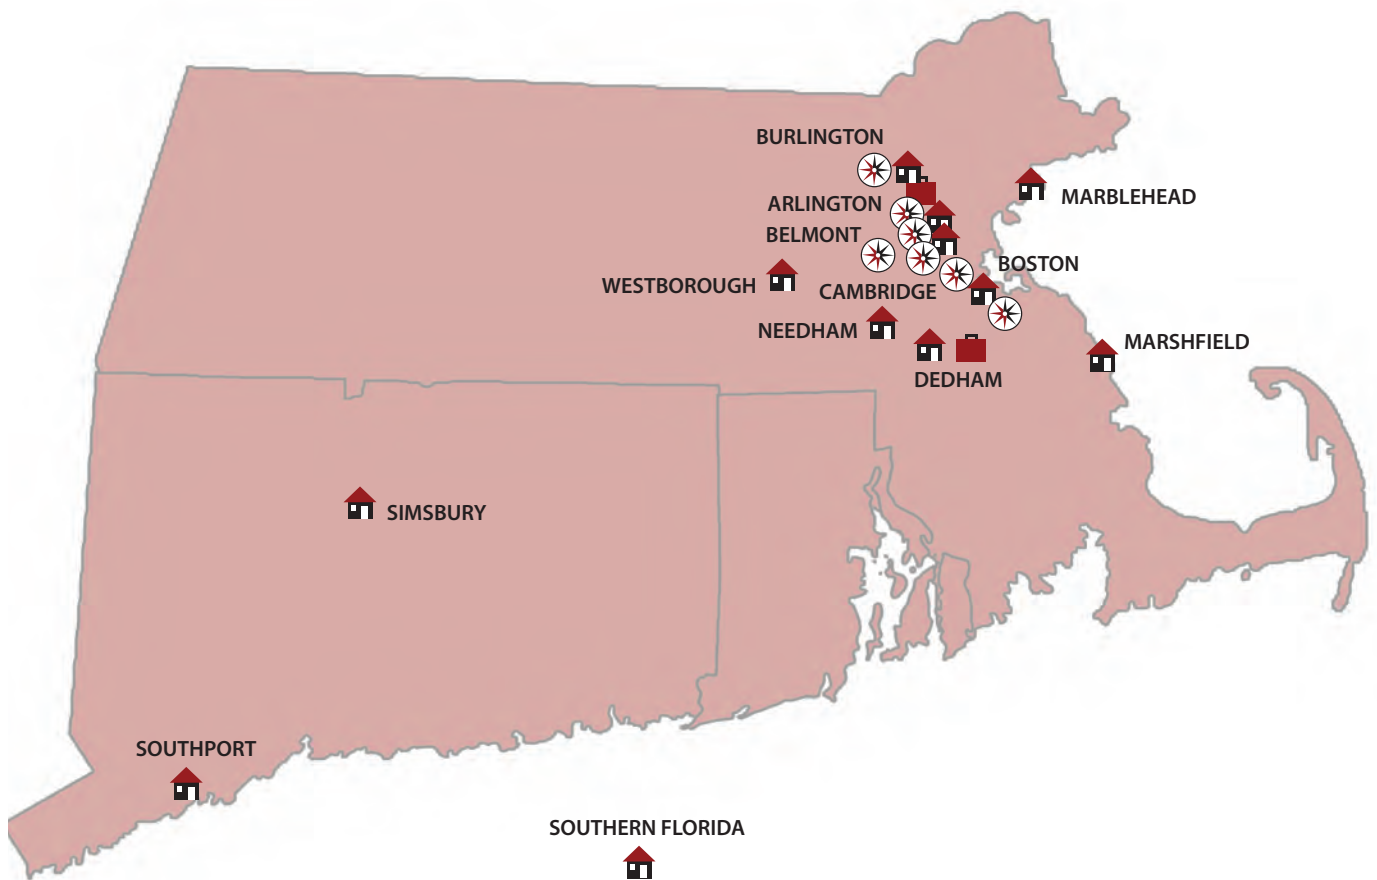 BURLINGTON
MARBLEHEAD
ARLINGTON
BELMONT
BOSTON
WESTBOROUGH
CAMBRIDGE
NEEDHAM
MARSHFIELD
DEDHAM
SIMSBURY
SOUTHPORT
SOUTHERN FLORIDA